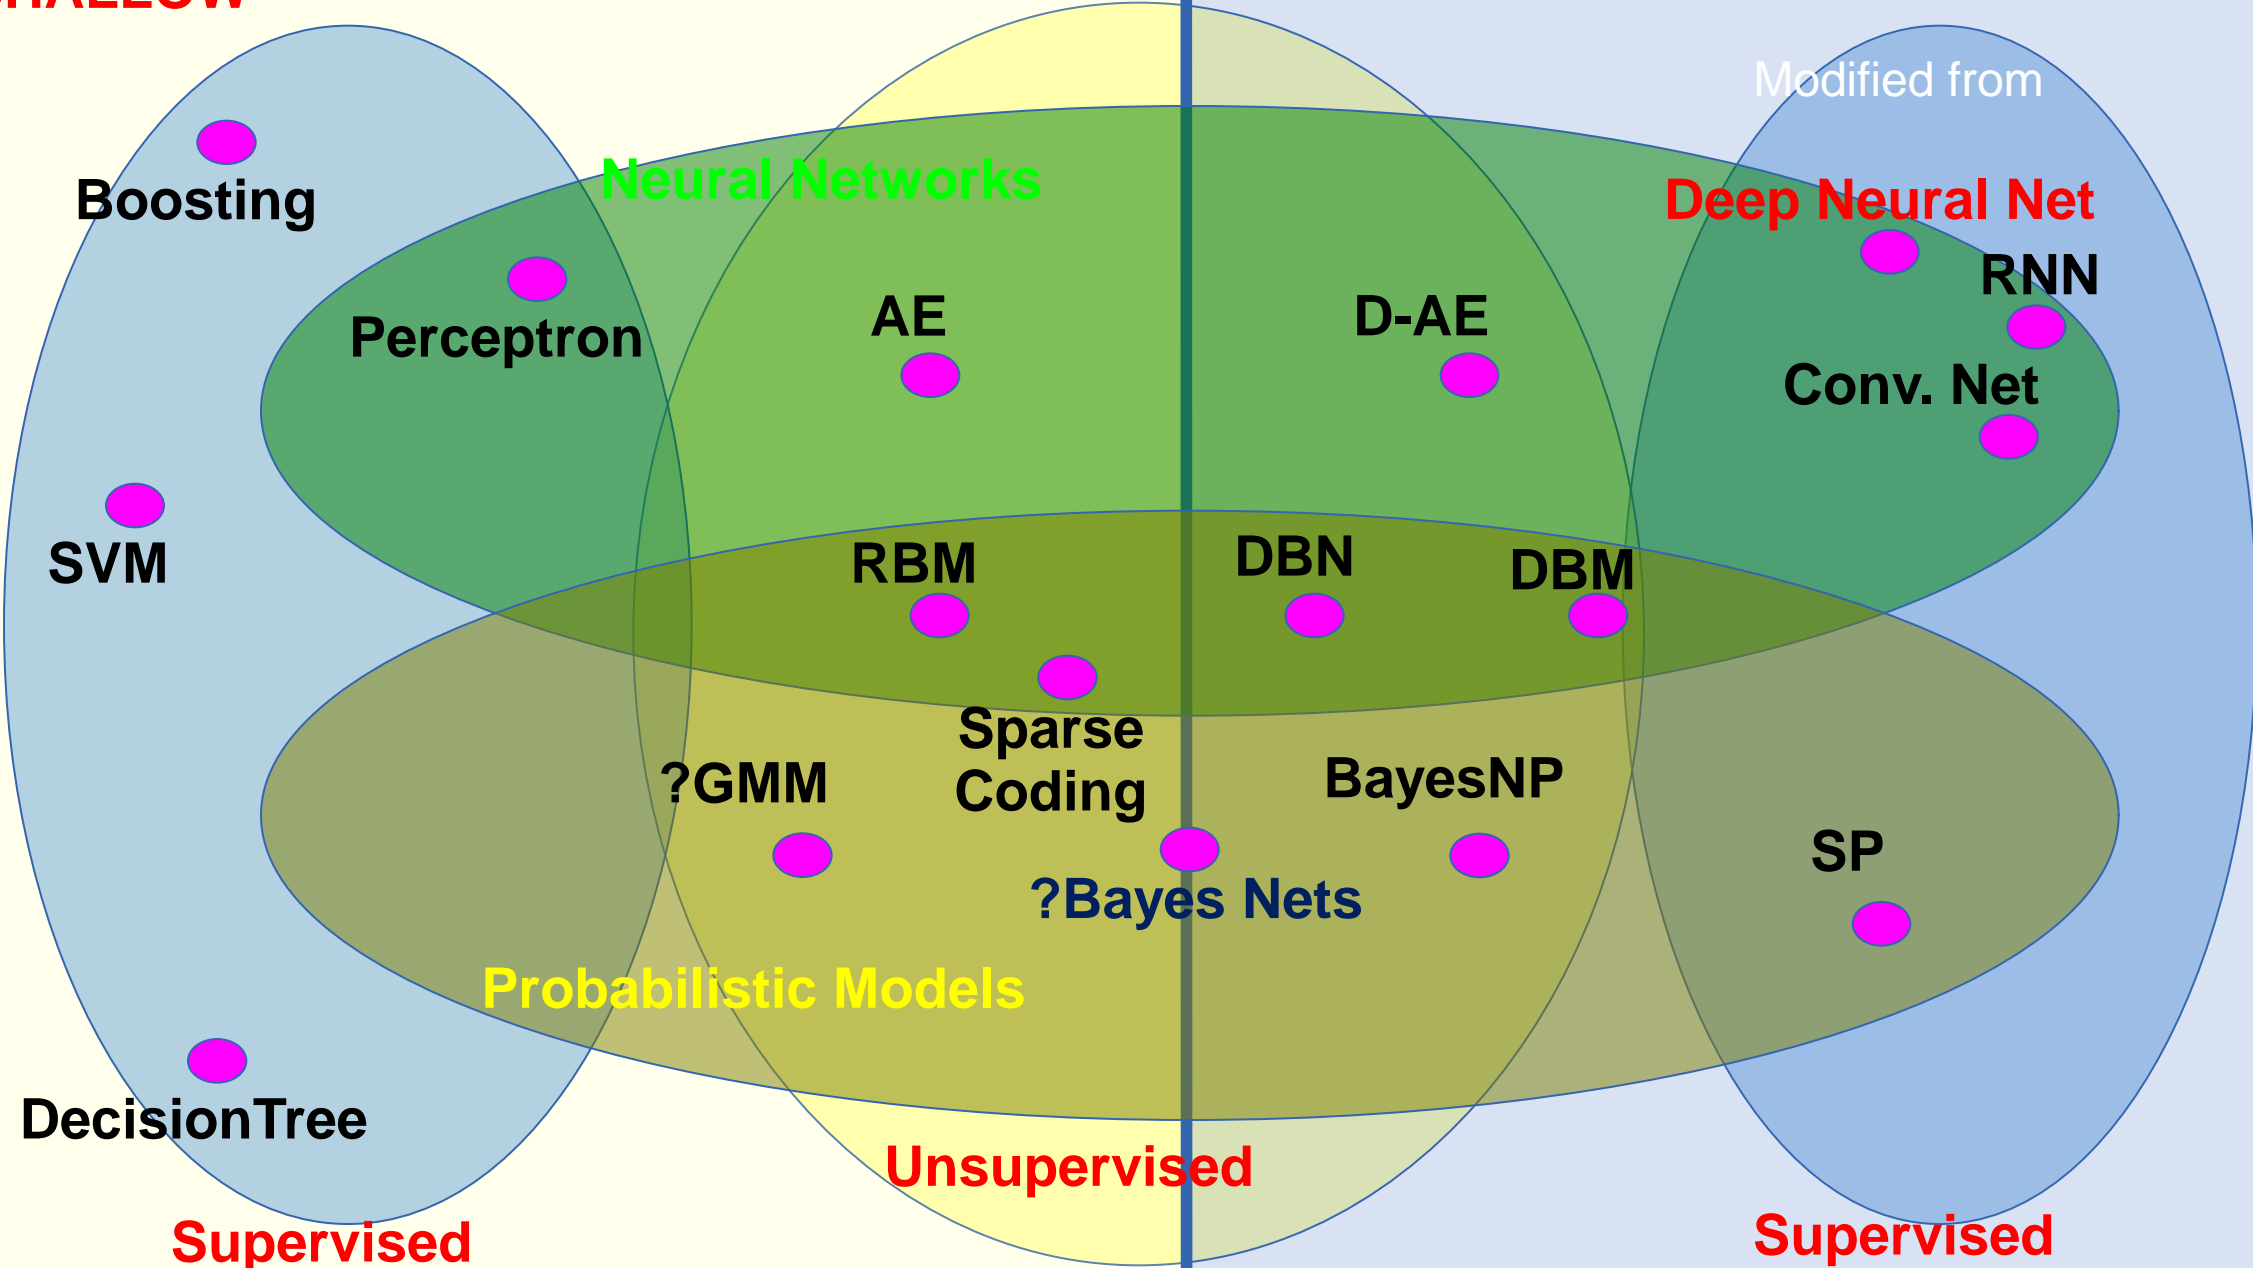 Modified from
Boosting
Neural Networks
Deep Neural Net
RNN
Perceptron
AE
D-AE
Conv. Net
SVM
RBM
DBN
DBM
Sparse
Coding
?GMM
BayesNP
SP
?Bayes Nets
Probabilistic Models
DecisionTree
Unsupervised
Supervised
Supervised